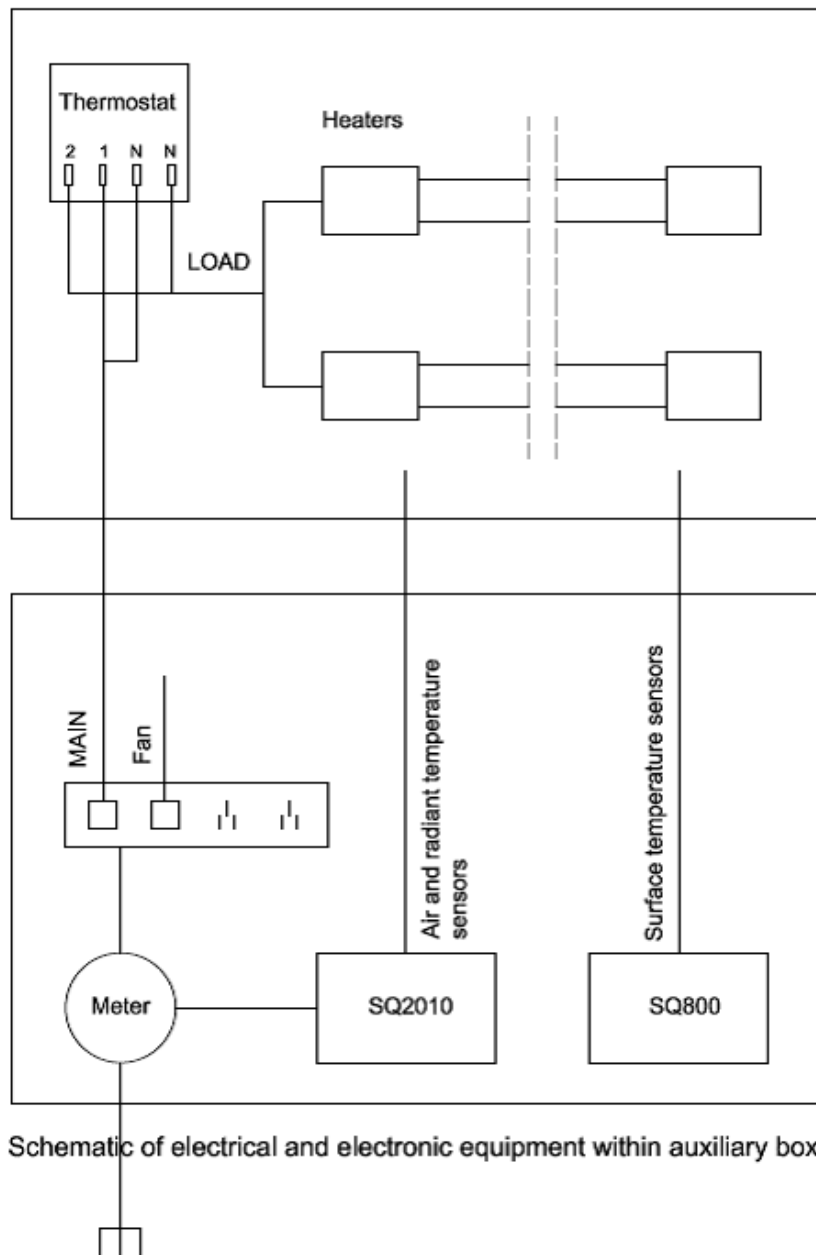 Thermostat
2 1 N N
Heaters
LOAD
MAIN
Fan
Air and radiant temperature
sensors
Surface temperature sensors
Meter
SQ2010
SQ800
Schematic of electrical and electronic equipment within auxiliary box